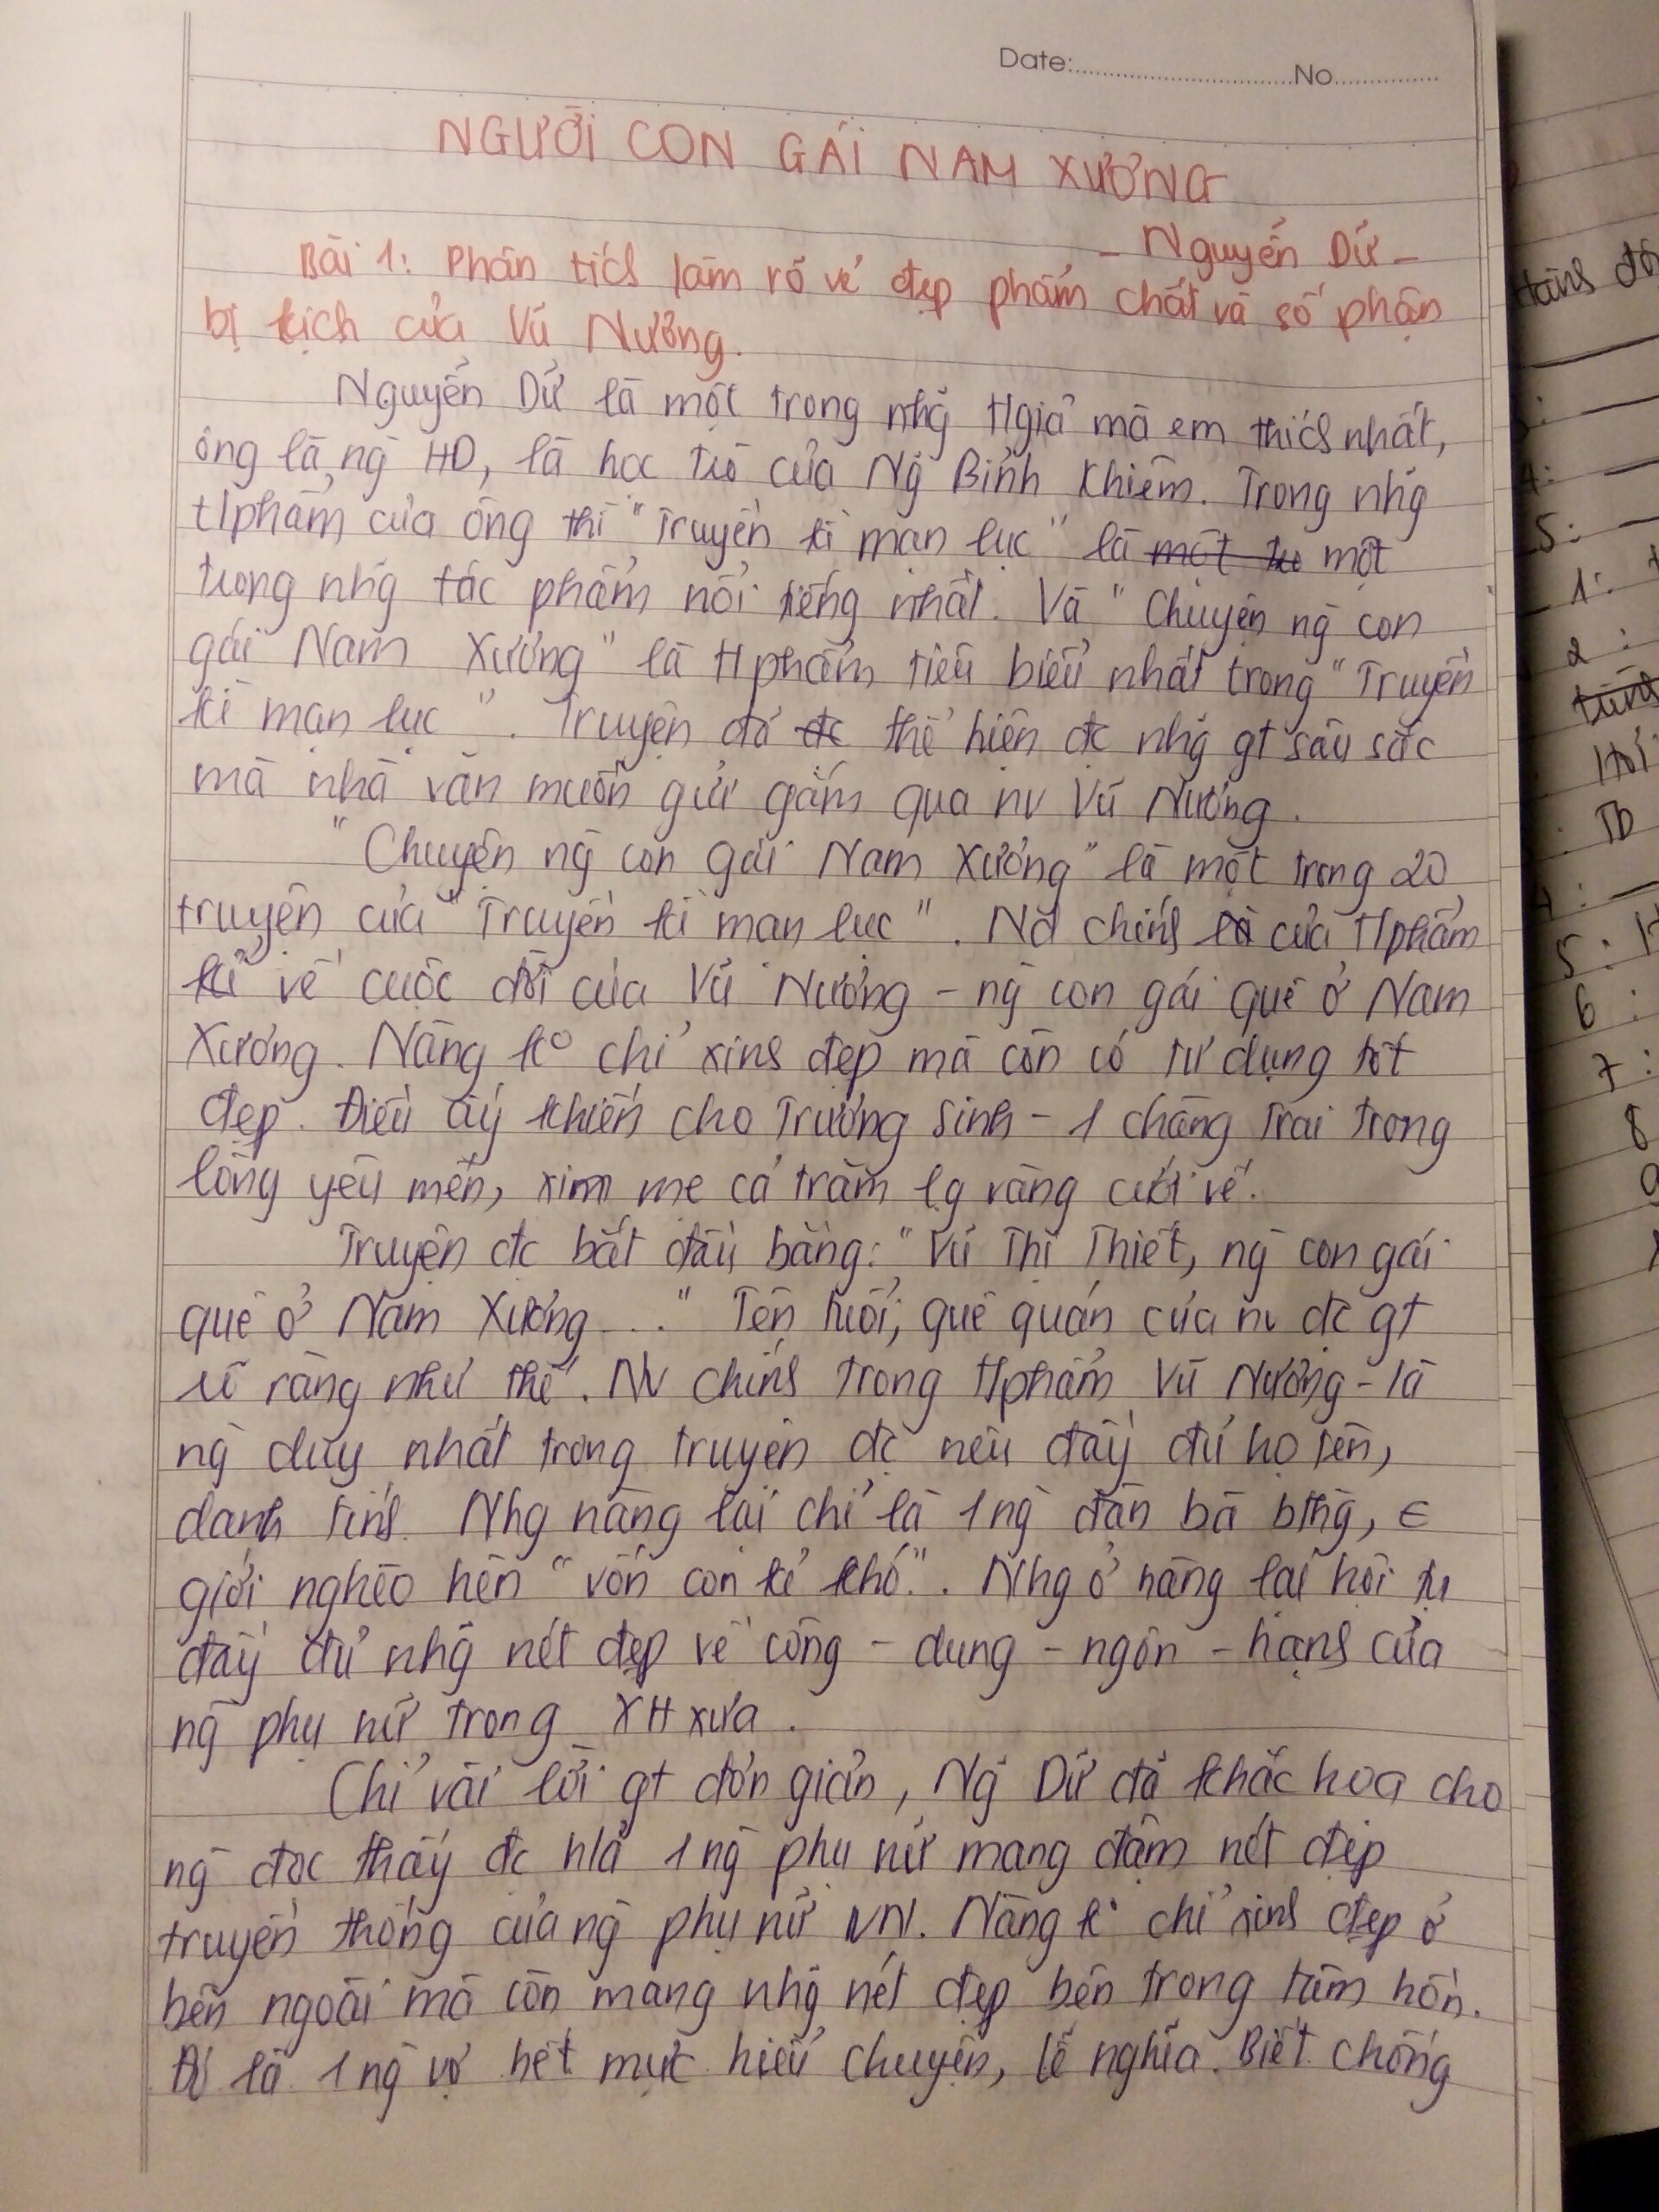 Date:..............................No...............
NGƯỜI CON GÁI NAM XƯƠNG
- Nguyễn Dữ -
Bài 1: Phân tích làm rõ vẻ đẹp phẩm chất và số phận
bị kịch của Vũ Nương.
Nguyễn Dữ là một trong nhg t/giả mà em thích nhất,
ông là ng HD, là học trò của Ng Bỉnh Khiêm. Trong nhg
t/phẩm của ông thì "Truyền kì mạn lục" là một
trong nhg tác phẩm nổi tiếng nhất. Và "Chuyện ng con
gái Nam Xương" là t/phẩm tiêu biểu nhất trong "Truyền
kì mạn lục". Truyện đã thể hiện đc nhg gt sâu sắc
mà nhà văn muốn gửi gắm qua nv Vũ Nương.
"Chuyện ng con gái Nam Xương" là một trong 20
truyện của "Truyền kì mạn lục". Nd chính của t/phẩm
kể về cuộc đời của Vũ Nương - ng con gái quê ở Nam
Xương. Nàng ko chỉ xinh đẹp mà còn có tư dung tốt
đẹp. Điều ấy khiến cho Trương Sinh - 1 chàng trai trong
lòng yêu mến, xin mẹ cả trăm lg vàng cưới về.
Truyện đc bắt đầu bằng: "Vũ Thị Thiết, ng con gái
quê ở Nam Xương..." Tên tuổi, quê quán của nv đc gt
rõ ràng như thế. Nv chính trong t/phẩm Vũ Nương - là
ng duy nhất trong truyện đc nêu đầy đủ họ tên,
danh tính. Nhg nàng lại chỉ là 1 ng đàn bà bthg, ∈
giới nghèo hèn "vốn con kẻ khó". Nhg ở nàng lại hội tụ
đầy đủ nhg nét đẹp về công - dung - ngôn - hạnh của
ng phụ nữ trong XH xưa.
Chỉ vài lời gt đơn giản, Ng Dữ đã khắc họa cho
ng đọc thấy đc h/ả 1 ng phụ nữ mang đậm nét đẹp
truyền thống của ng phụ nữ VN. Nàng ko chỉ xinh đẹp ở
bên ngoài mà còn mang nhg nét đẹp bên trong tâm hồn.
Đó là 1 ng vợ hết mực hiểu chuyện, lễ nghĩa. Biết chồng